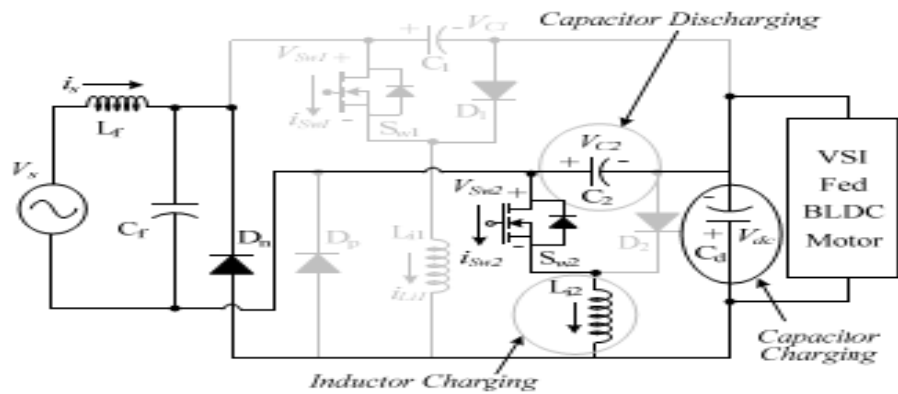 Capacitor Discharging
+ - V_C1
C_1
V_Sw1 +
i_Sw1 -
S_w1
D_1
i_s
L_f
V_s
C_f
D_n
D_p
L_i1
i_Li1
V_C2
+ -
C_2
V_Sw2 +
i_Sw2 -
S_w2
D_2
L_i2
-
+
C_d
V_dc
VSI
Fed
BLDC
Motor
Inductor Charging
Capacitor
Charging